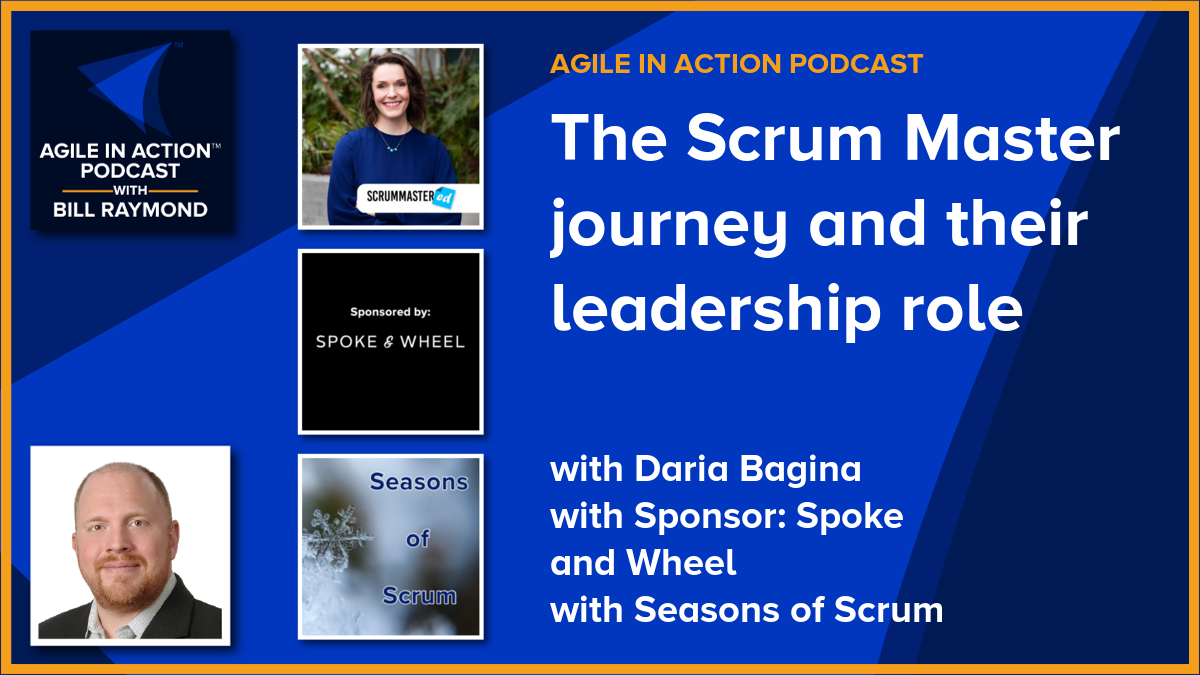 AGILE IN ACTION™
PODCAST
WITH
BILL RAYMOND
SCRUMMASTERed
Sponsored by:
SPOKE & WHEEL
Seasons
of
Scrum
AGILE IN ACTION PODCAST
The Scrum Master
journey and their
leadership role
with Daria Bagina
with Sponsor: Spoke
and Wheel
with Seasons of Scrum